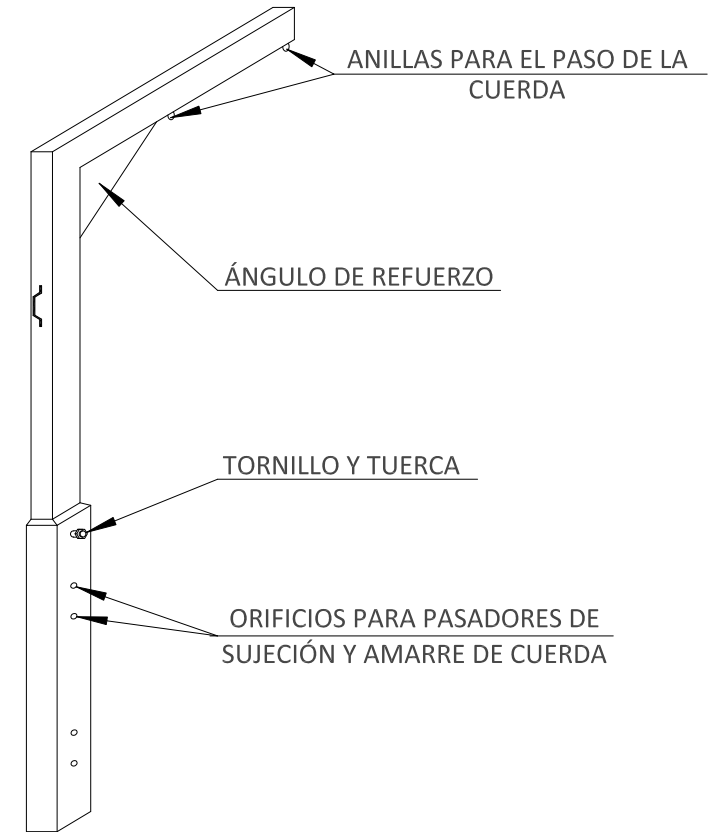 ANILLAS PARA EL PASO DE LA
CUERDA
ÁNGULO DE REFUERZO
TORNILLO Y TUERCA
ORIFICIOS PARA PASADORES DE
SUJECIÓN Y AMARRE DE CUERDA